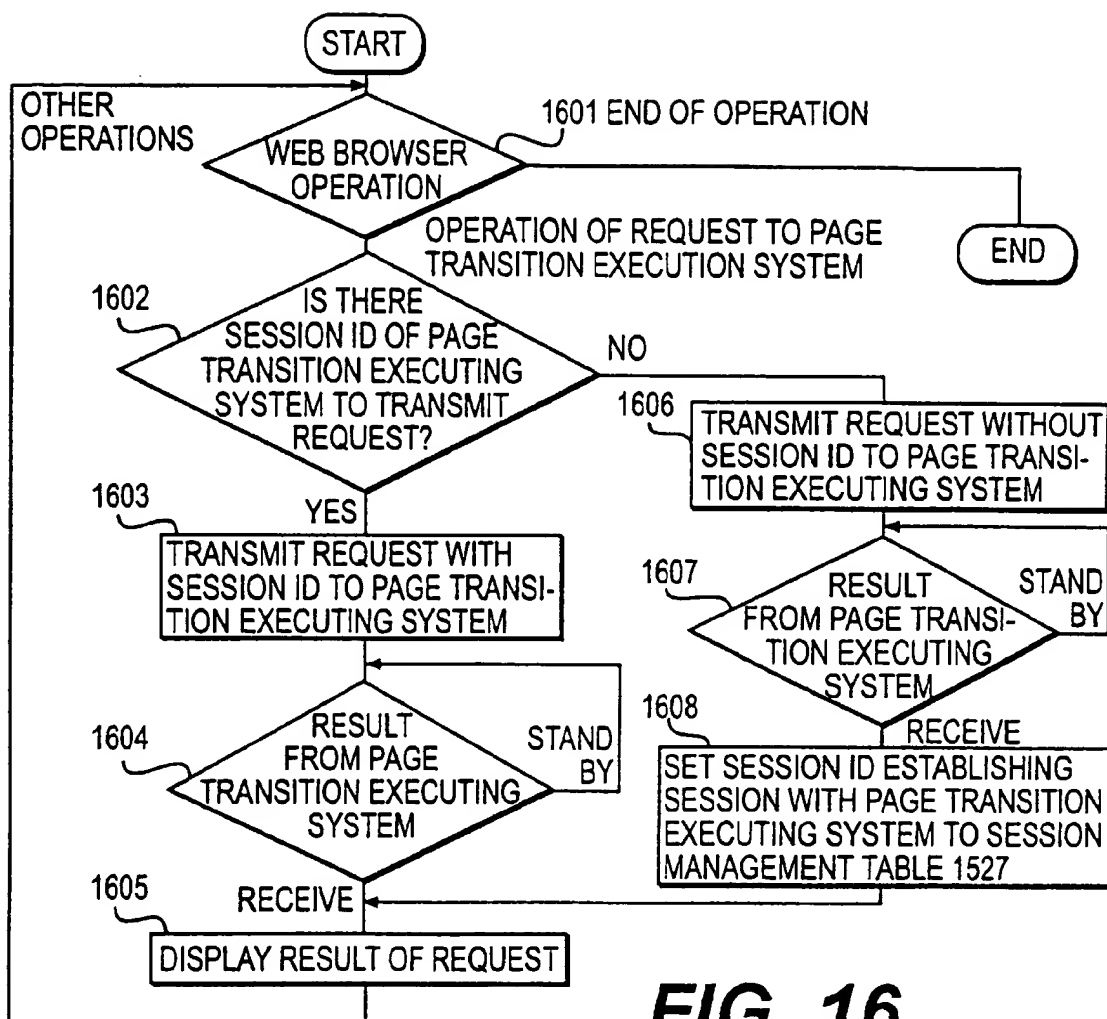 START
OTHER
OPERATIONS
1601 END OF OPERATION
WEB BROWSER
OPERATION
OPERATION OF REQUEST TO PAGE
TRANSITION EXECUTION SYSTEM
END
1602
IS THERE
SESSION ID OF PAGE
TRANSITION EXECUTING
SYSTEM TO TRANSMIT
REQUEST?
NO
1606
TRANSMIT REQUEST WITHOUT
SESSION ID TO PAGE TRANSI-
TION EXECUTING SYSTEM
1603
YES
TRANSMIT REQUEST WITH
SESSION ID TO PAGE TRANSI-
TION EXECUTING SYSTEM
1607
RESULT
FROM PAGE TRANSI-
TION EXECUTING
SYSTEM
STAND
BY
1604
RESULT
FROM PAGE
TRANSITION EXECUTING
SYSTEM
STAND
BY
1608
RECEIVE
SET SESSION ID ESTABLISHING
SESSION WITH PAGE TRANSITION
EXECUTING SYSTEM TO SESSION
MANAGEMENT TABLE 1527
1605
RECEIVE
DISPLAY RESULT OF REQUEST
FIG. 16